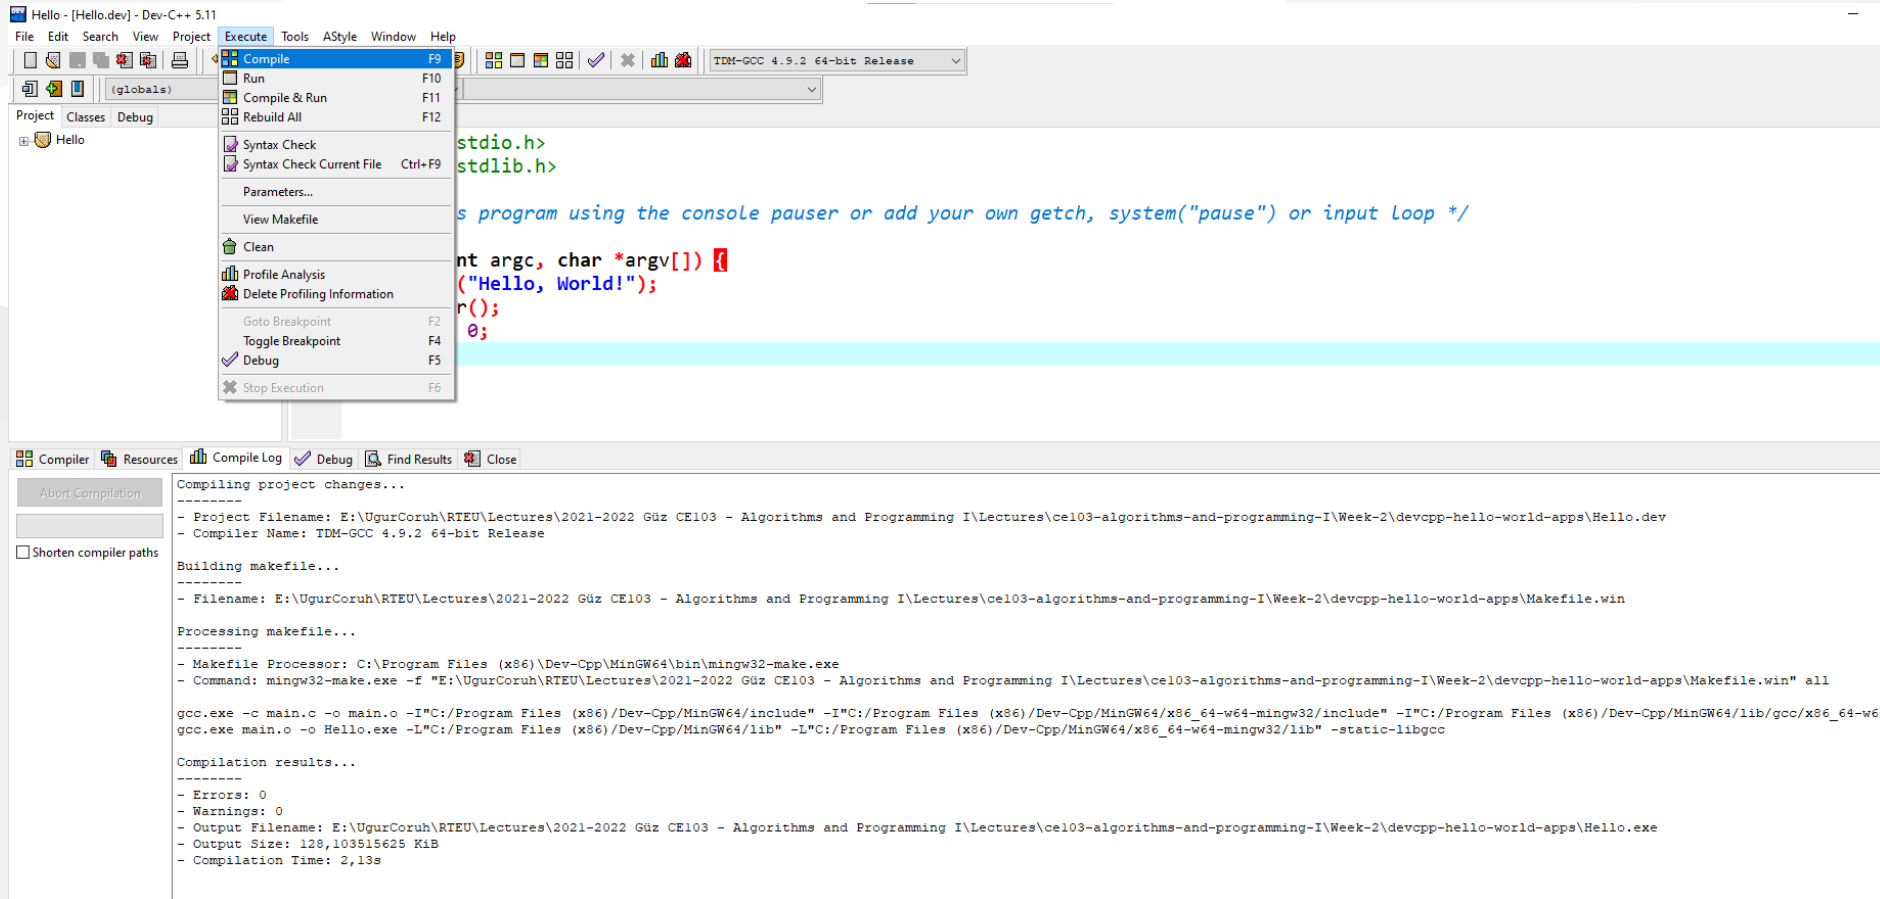 Hello - [Hello.dev] - Dev-C++ 5.11
File Edit Search View Project Execute Tools AStyle Window Help
TDM-GCC 4.9.2 64-bit Release
(globals)
Project Classes Debug
Hello
Compile F9
Run F10
Compile & Run F11
Rebuild All F12
Syntax Check
Syntax Check Current File Ctrl+F9
Parameters...
View Makefile
Clean
Profile Analysis
Delete Profiling Information
Goto Breakpoint F2
Toggle Breakpoint F4
Debug F5
Stop Execution F6
stdio.h>
stdlib.h>
s program using the console pauser or add your own getch, system("pause") or input loop */
nt argc, char *argv[]) {
("Hello, World!");
r();
0;
Compiler Resources Compile Log Debug Find Results Close
Abort Compilation
Shorten compiler paths
Compiling project changes...
--------
- Project Filename: E:\UgurCoruh\RTEU\Lectures\2021-2022 Güz CE103 - Algorithms and Programming I\Lectures\ce103-algorithms-and-programming-I\Week-2\devcpp-hello-world-apps\Hello.dev
- Compiler Name: TDM-GCC 4.9.2 64-bit Release
Building makefile...
--------
- Filename: E:\UgurCoruh\RTEU\Lectures\2021-2022 Güz CE103 - Algorithms and Programming I\Lectures\ce103-algorithms-and-programming-I\Week-2\devcpp-hello-world-apps\Makefile.win
Processing makefile...
--------
- Makefile Processor: C:\Program Files (x86)\Dev-Cpp\MinGW64\bin\mingw32-make.exe
- Command: mingw32-make.exe -f "E:\UgurCoruh\RTEU\Lectures\2021-2022 Güz CE103 - Algorithms and Programming I\Lectures\ce103-algorithms-and-programming-I\Week-2\devcpp-hello-world-apps\Makefile.win" all
gcc.exe -c main.c -o main.o -I"C:/Program Files (x86)/Dev-Cpp/MinGW64/include" -I"C:/Program Files (x86)/Dev-Cpp/MinGW64/x86_64-w64-mingw32/include" -I"C:/Program Files (x86)/Dev-Cpp/MinGW64/lib/gcc/x86_64-w6
gcc.exe main.o -o Hello.exe -L"C:/Program Files (x86)/Dev-Cpp/MinGW64/lib" -L"C:/Program Files (x86)/Dev-Cpp/MinGW64/x86_64-w64-mingw32/lib" -static-libgcc
Compilation results...
--------
- Errors: 0
- Warnings: 0
- Output Filename: E:\UgurCoruh\RTEU\Lectures\2021-2022 Güz CE103 - Algorithms and Programming I\Lectures\ce103-algorithms-and-programming-I\Week-2\devcpp-hello-world-apps\Hello.exe
- Output Size: 128,103515625 KiB
- Compilation Time: 2,13s